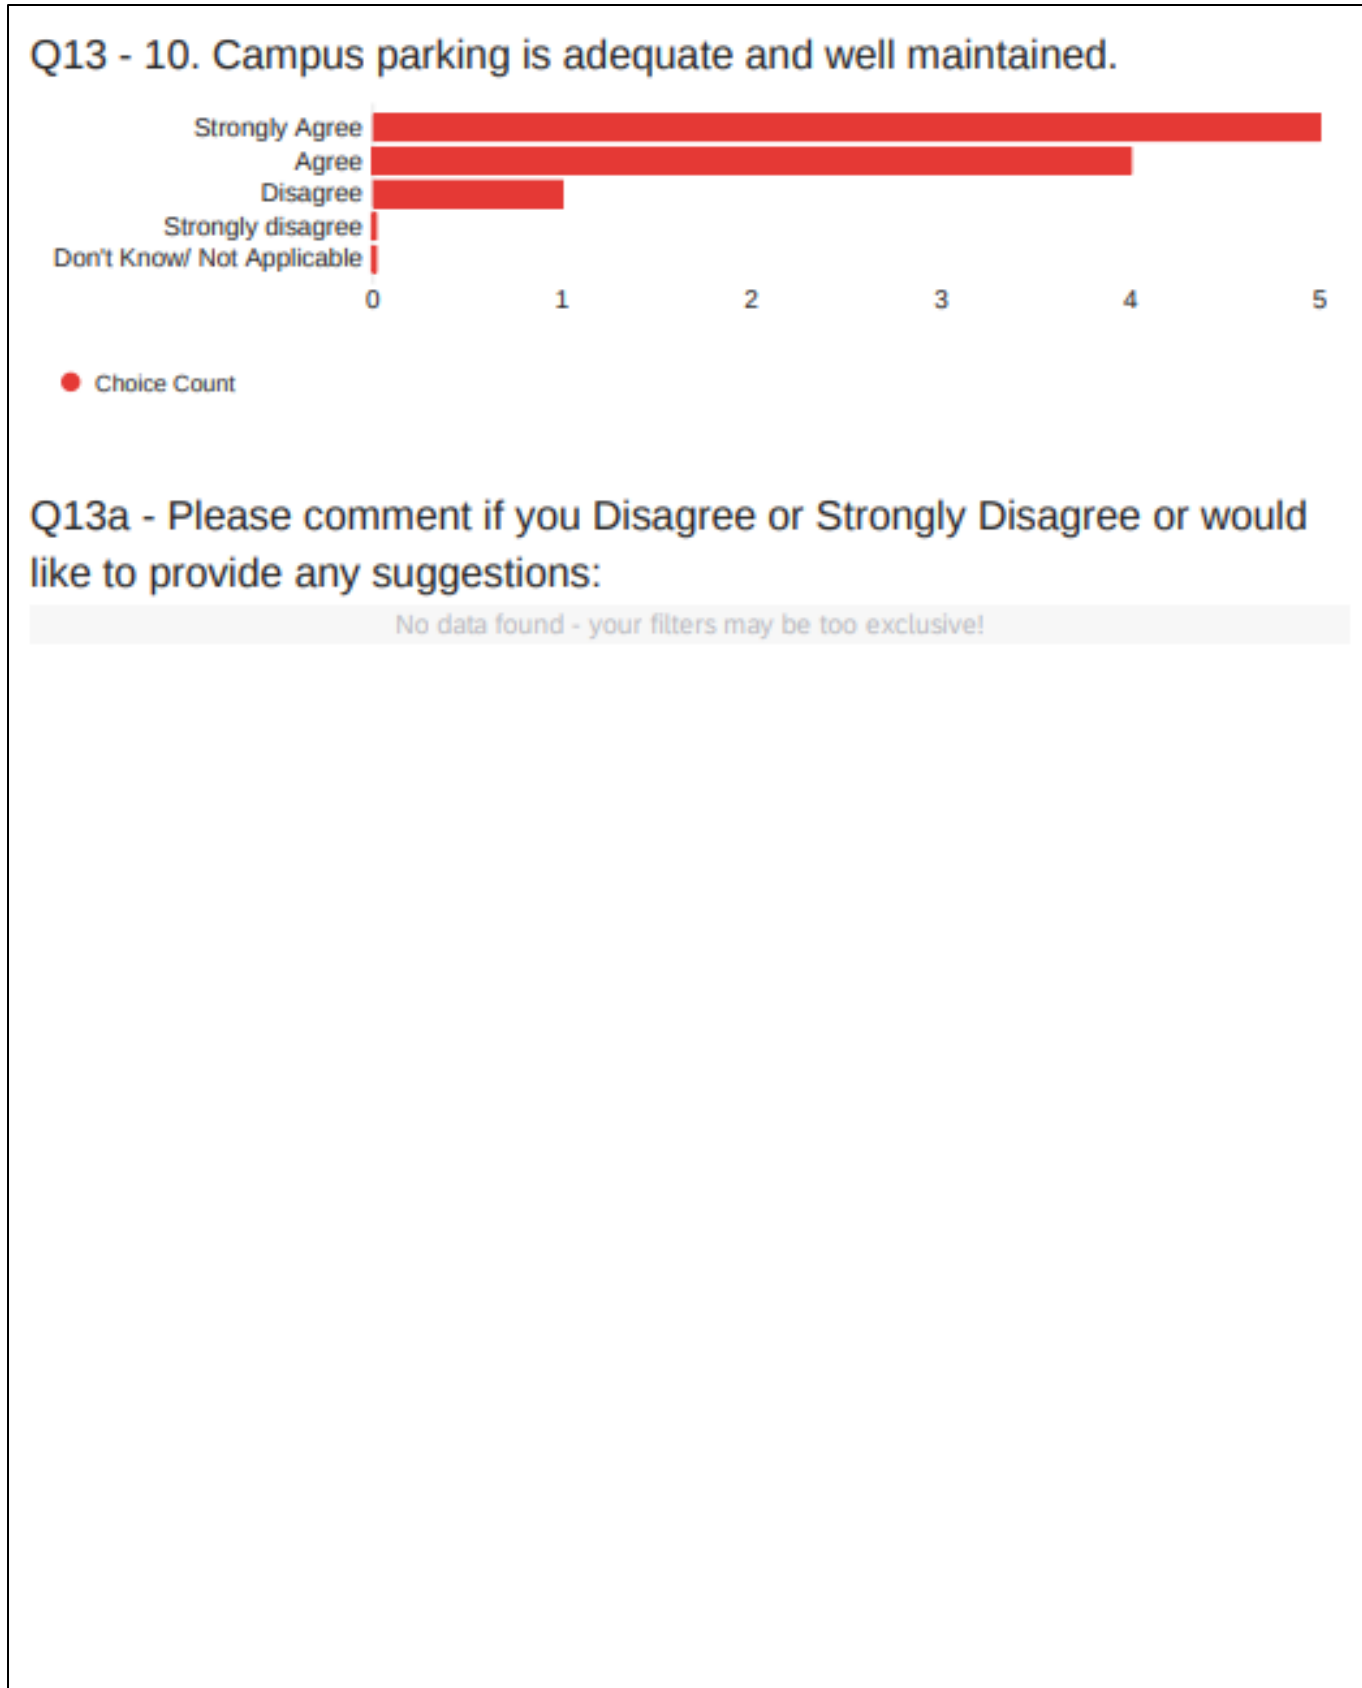 Q13 - 10. Campus parking is adequate and well maintained.
Strongly Agree
Agree
Disagree
Strongly disagree
Don't Know/ Not Applicable
0 1 2 3 4 5
Choice Count
Q13a - Please comment if you Disagree or Strongly Disagree or would
like to provide any suggestions:
No data found - your filters may be too exclusive!